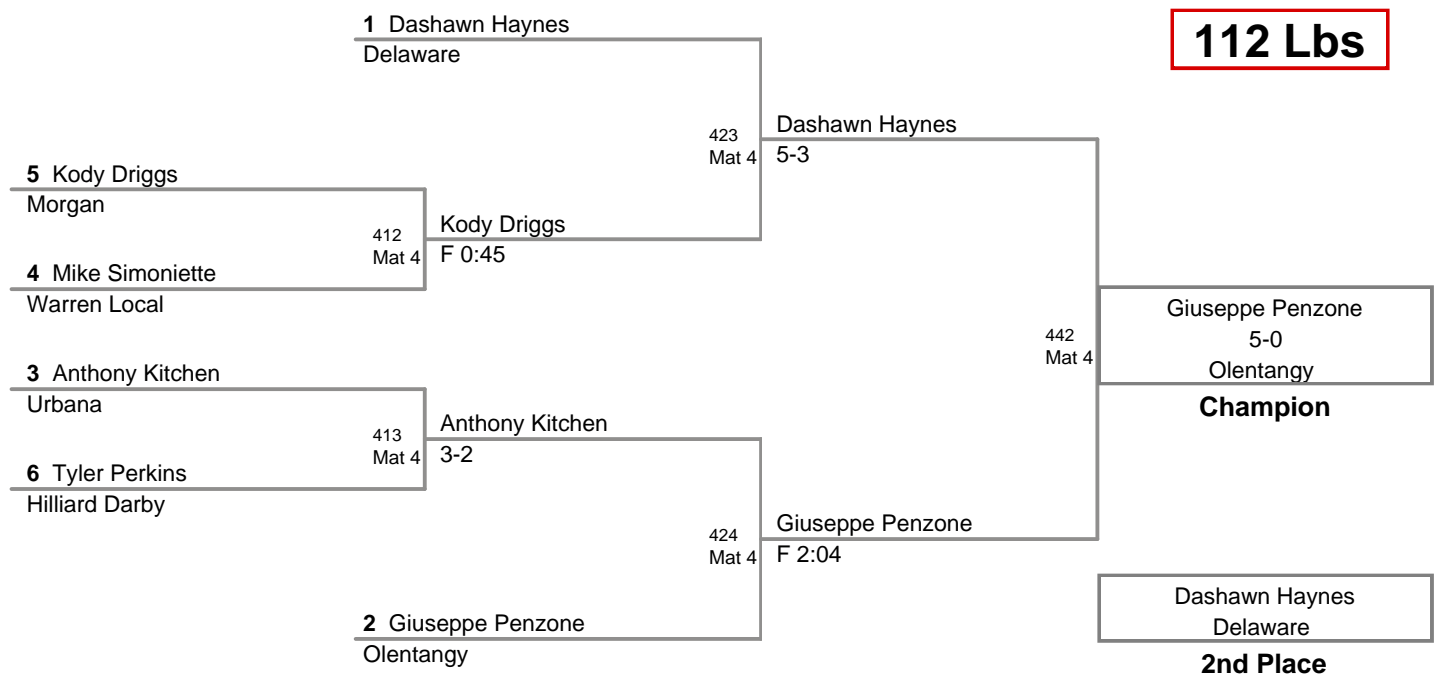 1 Dashawn Haynes
Delaware
112 Lbs
423
Mat 4
Dashawn Haynes
5-3
5 Kody Driggs
Morgan
412
Mat 4
Kody Driggs
F 0:45
4 Mike Simoniette
Warren Local
442
Mat 4
Giuseppe Penzone
5-0
Olentangy
Champion
3 Anthony Kitchen
Urbana
413
Mat 4
Anthony Kitchen
3-2
6 Tyler Perkins
Hilliard Darby
424
Mat 4
Giuseppe Penzone
F 2:04
2 Giuseppe Penzone
Olentangy
Dashawn Haynes
Delaware
2nd Place